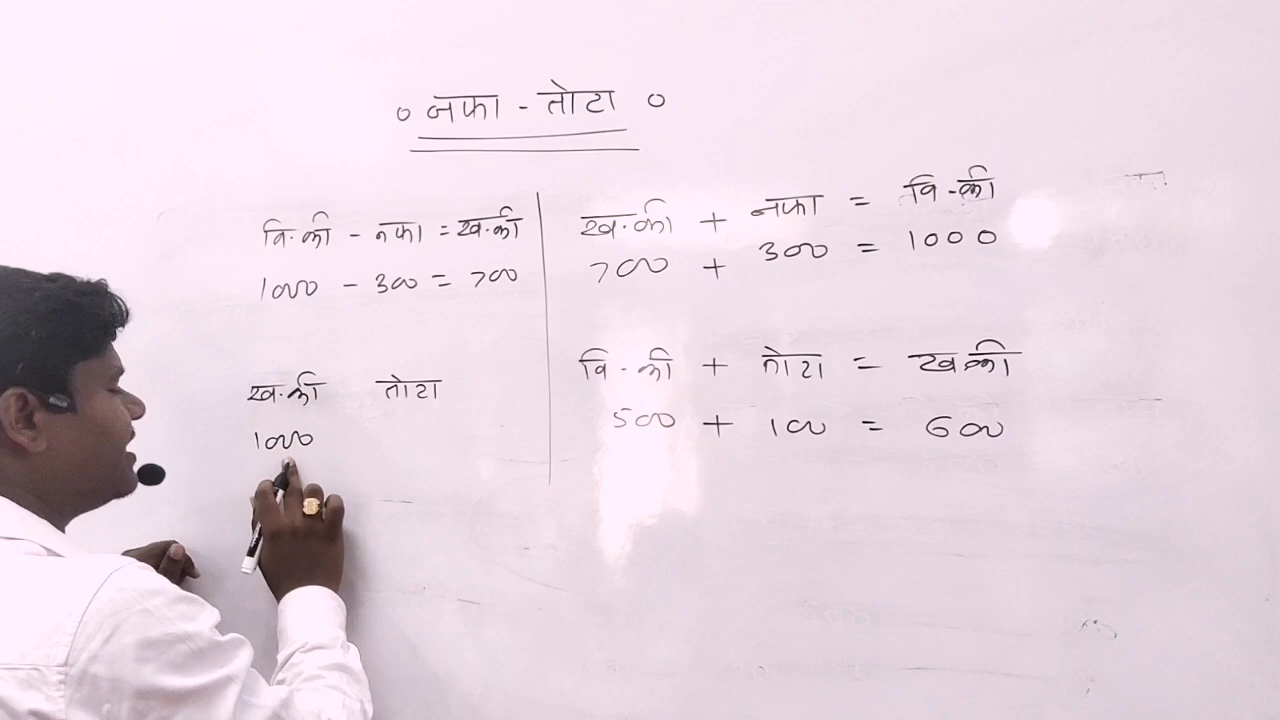 ० नफा - तोटा ०
वि.की - नफा = ख.की
1000 - 300 = 700
ख.की तोटा
1000
ख.की + नफा = वि.की
700 + 300 = 1000
वि.की + तोटा = ख.की
500 + 100 = 600